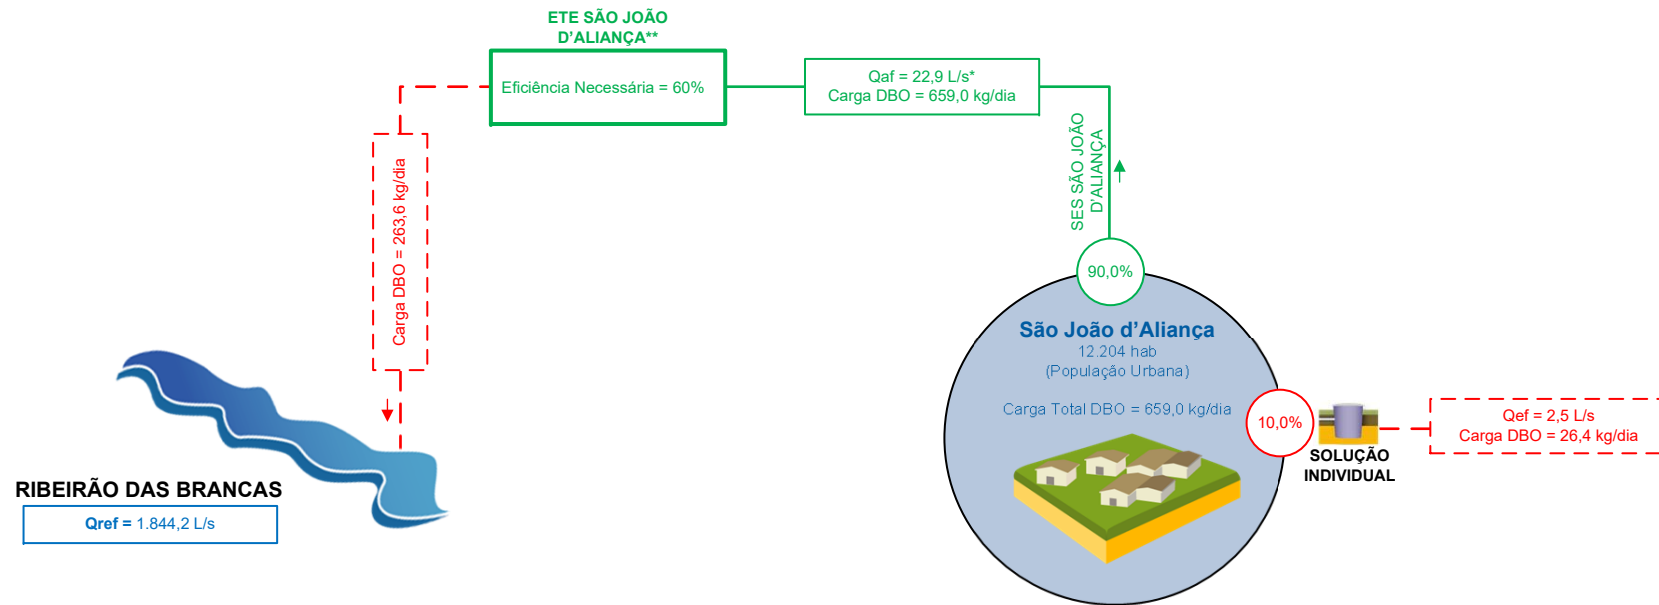 ETE SÃO JOÃO
D'ALIANÇA**
Eficiência Necessária = 60%
Qaf = 22,9 L/s*
Carga DBO = 659,0 kg/dia
SES SÃO JOÃO
D'ALIANÇA
Carga DBO = 263,6 kg/dia
90,0%
São João d’Aliança
12.204 hab
(População Urbana)
Carga Total DBO = 659,0 kg/dia
10,0%
SOLUÇÃO
INDIVIDUAL
Qef = 2,5 L/s
Carga DBO = 26,4 kg/dia
RIBEIRÃO DAS BRANCAS
Qref = 1.844,2 L/s